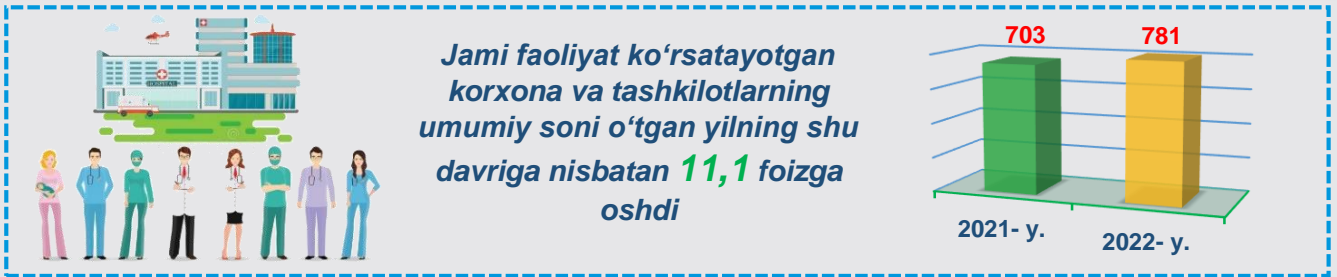 HOSPITAL
Jami faoliyat ko‘rsatayotgan
korxona va tashkilotlarning
umumiy soni o‘tgan yilning shu
davriga nisbatan 11,1 foizga
oshdi
703
781
2021- y.
2022- y.